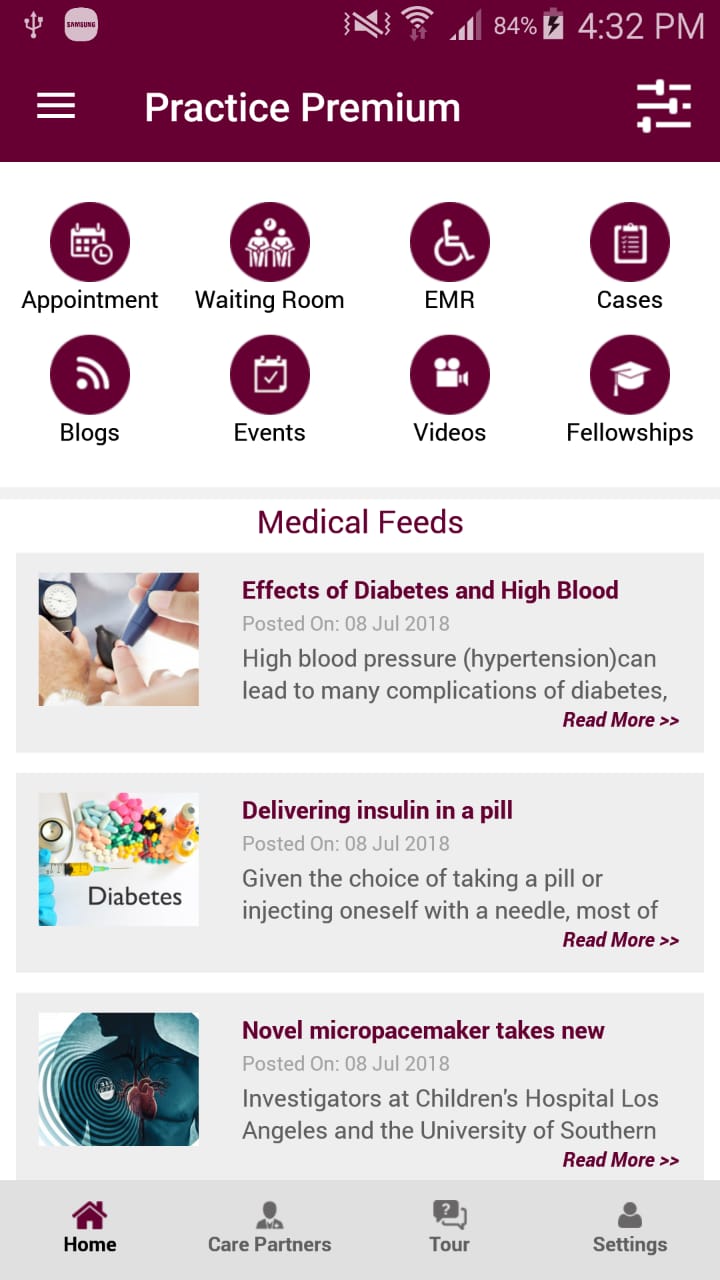 SAMSUNG
84%
4:32 PM
Practice Premium
Appointment
Waiting Room
EMR
Cases
Blogs
Events
Videos
Fellowships
Medical Feeds
Effects of Diabetes and High Blood
Posted On: 08 Jul 2018
High blood pressure (hypertension)can
lead to many complications of diabetes,
Read More >>
Delivering insulin in a pill
Posted On: 08 Jul 2018
Given the choice of taking a pill or
injecting oneself with a needle, most of
Read More >>
Diabetes
Novel micropacemaker takes new
Posted On: 08 Jul 2018
Investigators at Children's Hospital Los
Angeles and the University of Southern
Read More >>
Home
Care Partners
Tour
Settings